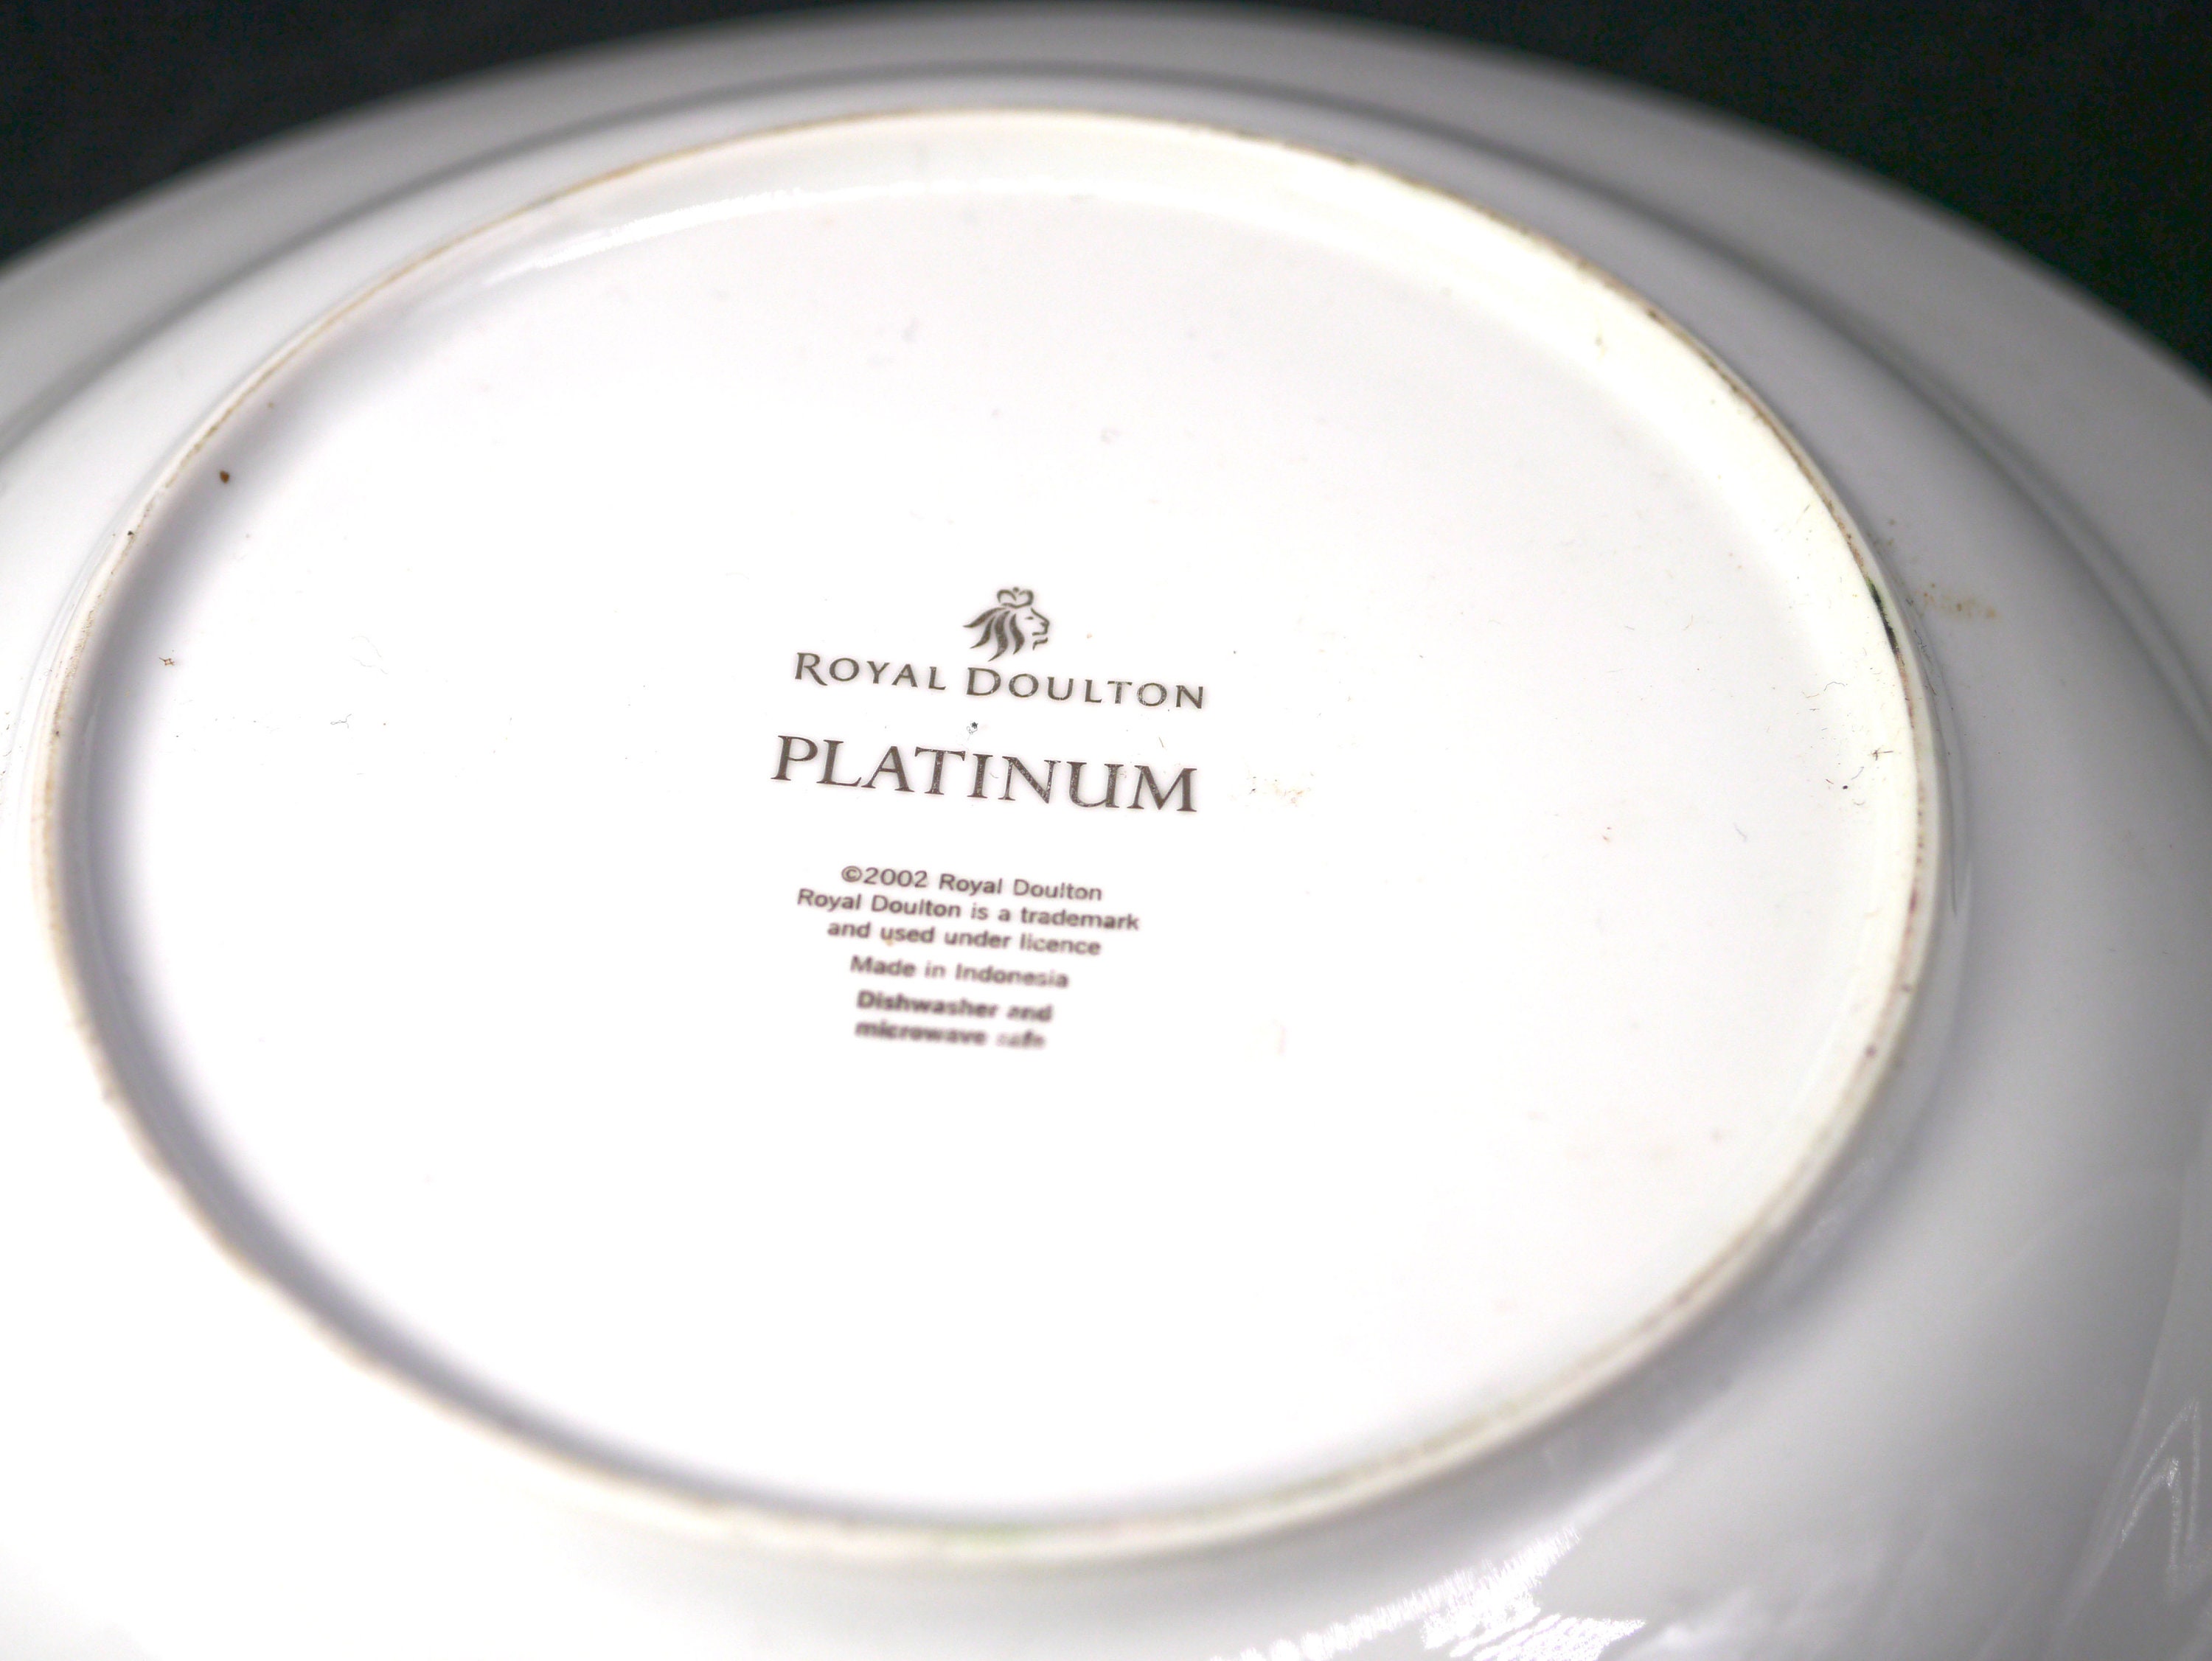 ROYAL DOULTON
PLATINUM
©2002 Royal Doulton
Royal Doulton is a trademark
and used under licence
Made in Indonesia
Dishwasher and
microwave safe